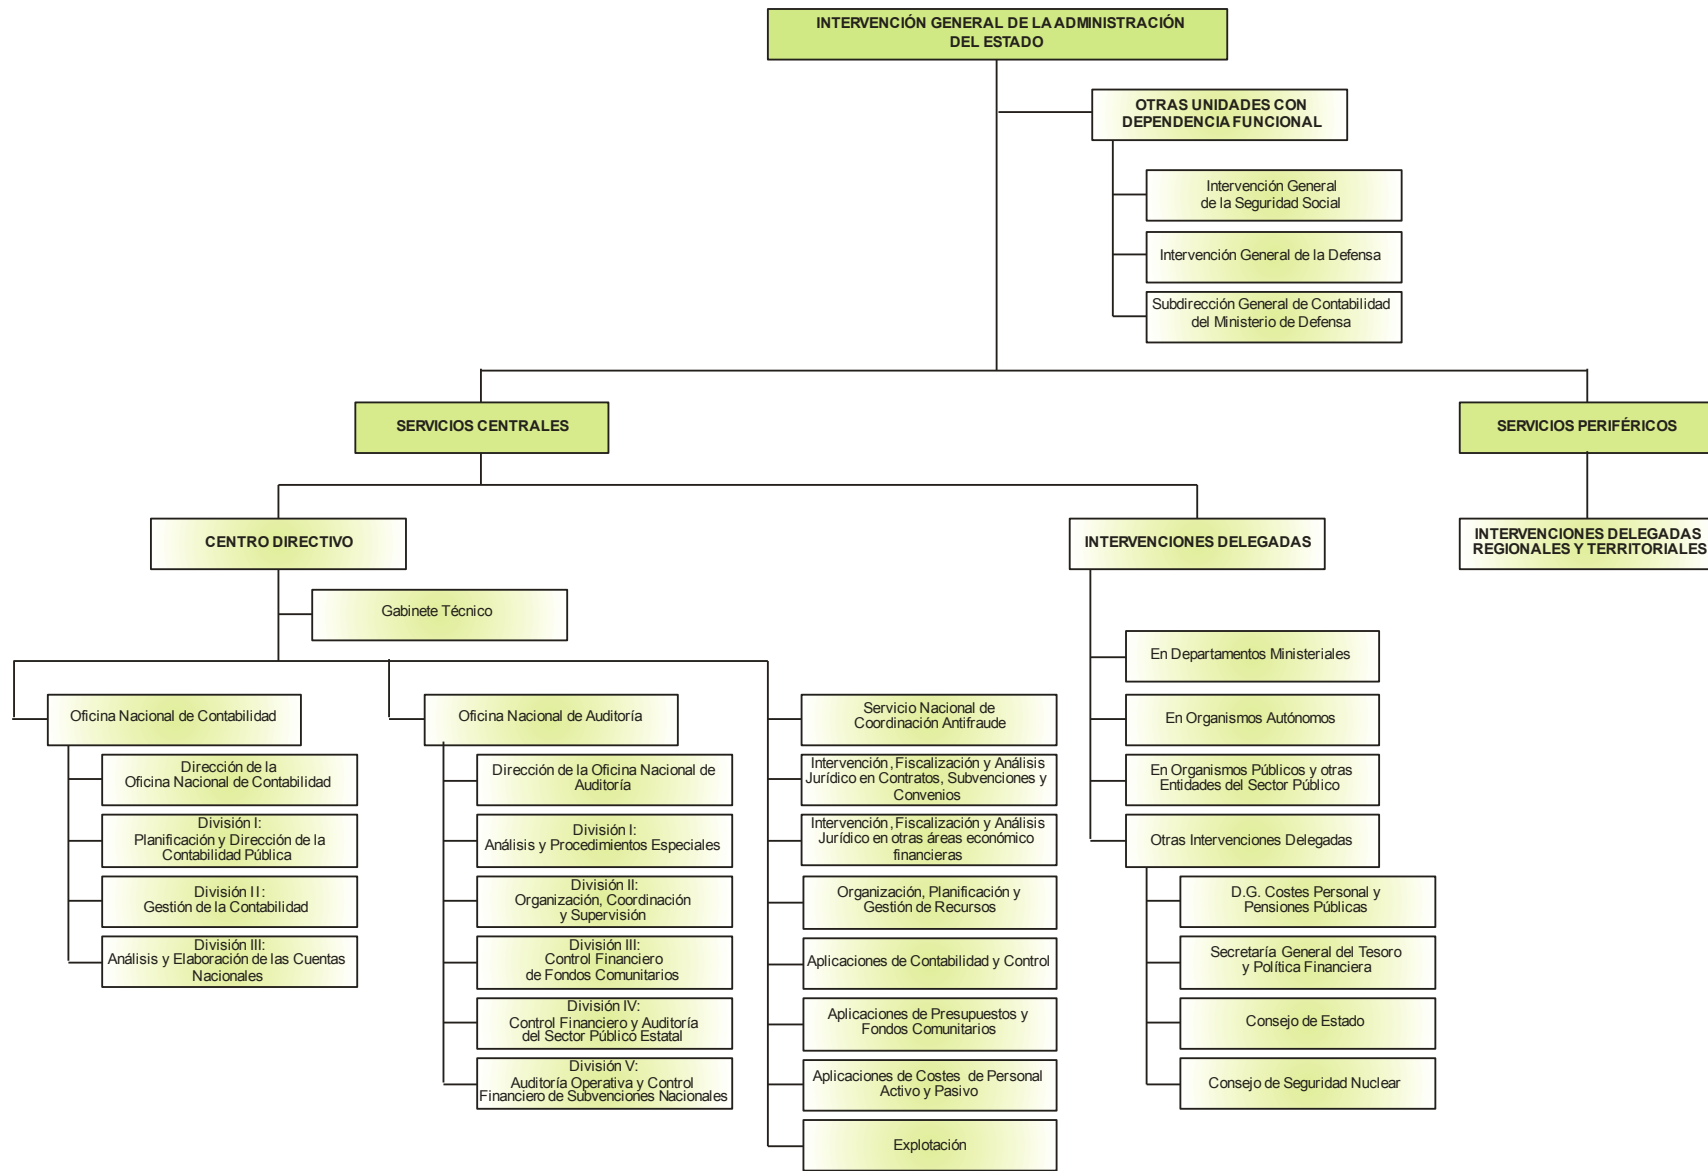 INTERVENCIÓN GENERAL DE LA ADMINISTRACIÓN
DEL ESTADO
OTRAS UNIDADES CON
DEPENDENCIA FUNCIONAL
Intervención General
de la Seguridad Social
Intervención General de la Defensa
Subdirección General de Contabilidad
del Ministerio de Defensa
SERVICIOS CENTRALES
SERVICIOS PERIFÉRICOS
CENTRO DIRECTIVO
INTERVENCIONES DELEGADAS
INTERVENCIONES DELEGADAS
REGIONALES Y TERRITORIALES
Gabinete Técnico
Oficina Nacional de Contabilidad
Dirección de la
Oficina Nacional de Contabilidad
División I:
Planificación y Dirección de la
Contabilidad Pública
División II:
Gestión de la Contabilidad
División III:
Análisis y Elaboración de las Cuentas
Nacionales
Oficina Nacional de Auditoría
Dirección de la Oficina Nacional de
Auditoría
División I:
Análisis y Procedimientos Especiales
División II:
Organización, Coordinación
y Supervisión
División III:
Control Financiero
de Fondos Comunitarios
División IV:
Control Financiero y Auditoría
del Sector Público Estatal
División V:
Auditoría Operativa y Control
Financiero de Subvenciones Nacionales
Servicio Nacional de
Coordinación Antifraude
Intervención, Fiscalización y Análisis
Jurídico en Contratos, Subvenciones y
Convenios
Intervención, Fiscalización y Análisis
Jurídico en otras áreas económico
financieras
Organización, Planificación y
Gestión de Recursos
Aplicaciones de Contabilidad y Control
Aplicaciones de Presupuestos y
Fondos Comunitarios
Aplicaciones de Costes de Personal
Activo y Pasivo
Explotación
En Departamentos Ministeriales
En Organismos Autónomos
En Organismos Públicos y otras
Entidades del Sector Público
Otras Intervenciones Delegadas
D.G. Costes Personal y
Pensiones Públicas
Secretaría General del Tesoro
y Política Financiera
Consejo de Estado
Consejo de Seguridad Nuclear